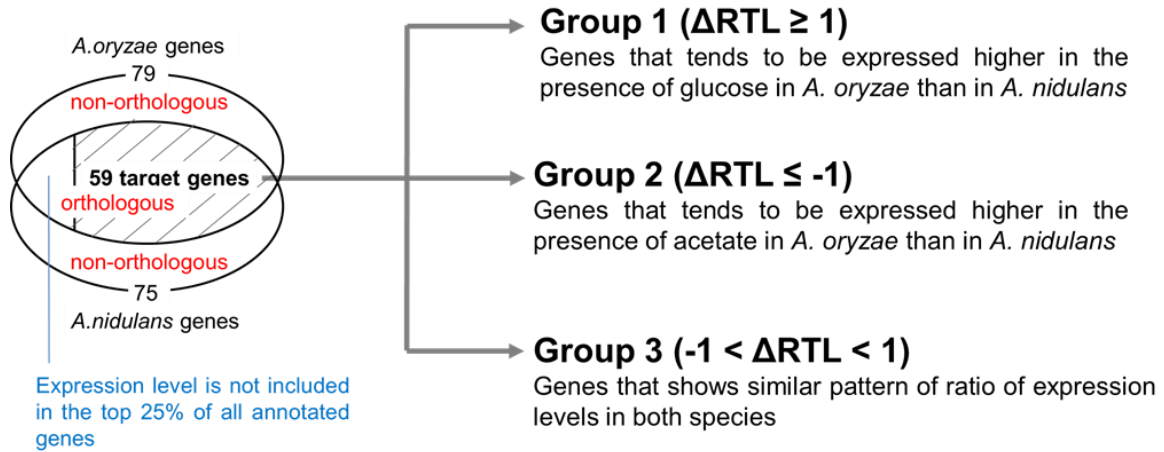 A.oryzae genes
79
non-orthologous
59 target genes
orthologous
non-orthologous
75
A.nidulans genes
Expression level is not included
in the top 25% of all annotated
genes
Group 1 (ΔRTL ≥ 1)
Genes that tends to be expressed higher in the
presence of glucose in A. oryzae than in A. nidulans
Group 2 (ΔRTL ≤ -1)
Genes that tends to be expressed higher in the
presence of acetate in A. oryzae than in A. nidulans
Group 3 (-1 < ΔRTL < 1)
Genes that shows similar pattern of ratio of expression
levels in both species